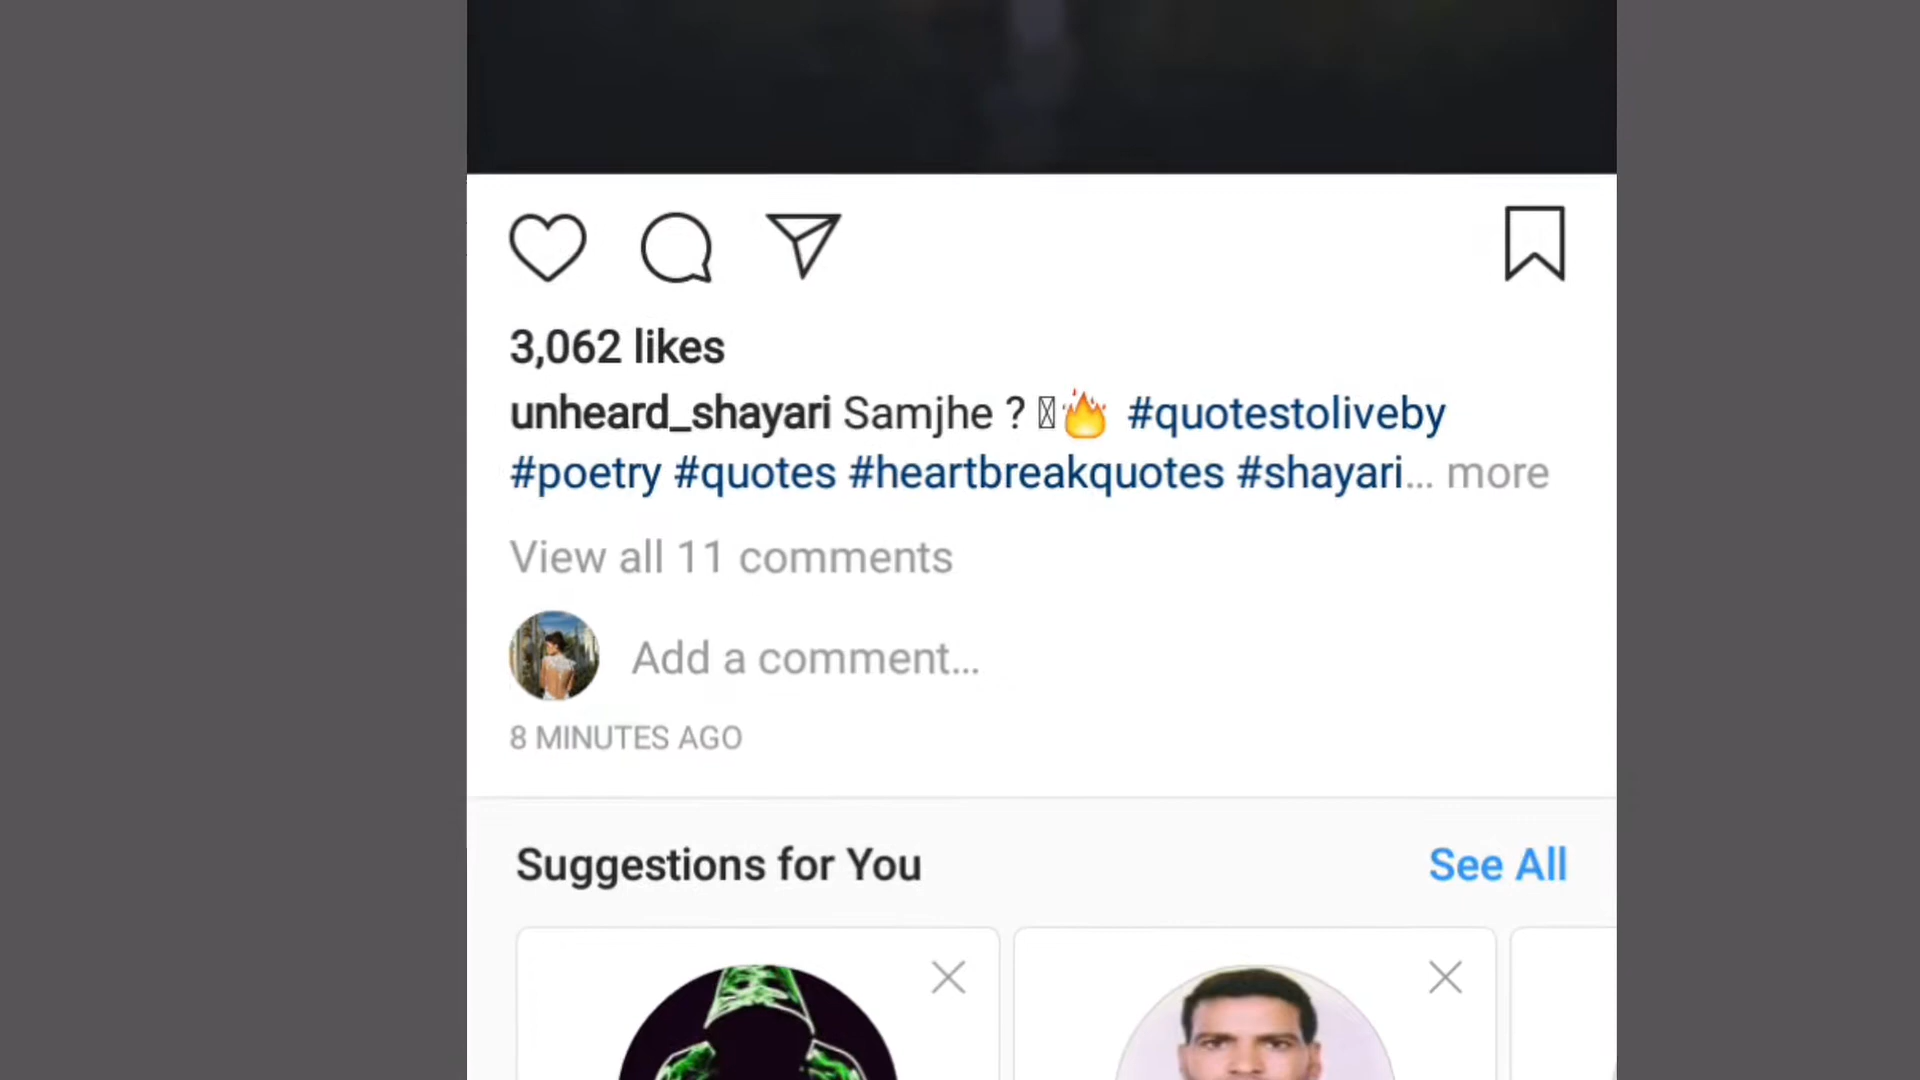 3,062 likes
unheard_shayari Samjhe ? 🔥 #quotestoliveby
#poetry #quotes #heartbreakquotes #shayari... more
View all 11 comments
Add a comment...
8 MINUTES AGO
Suggestions for You
See All